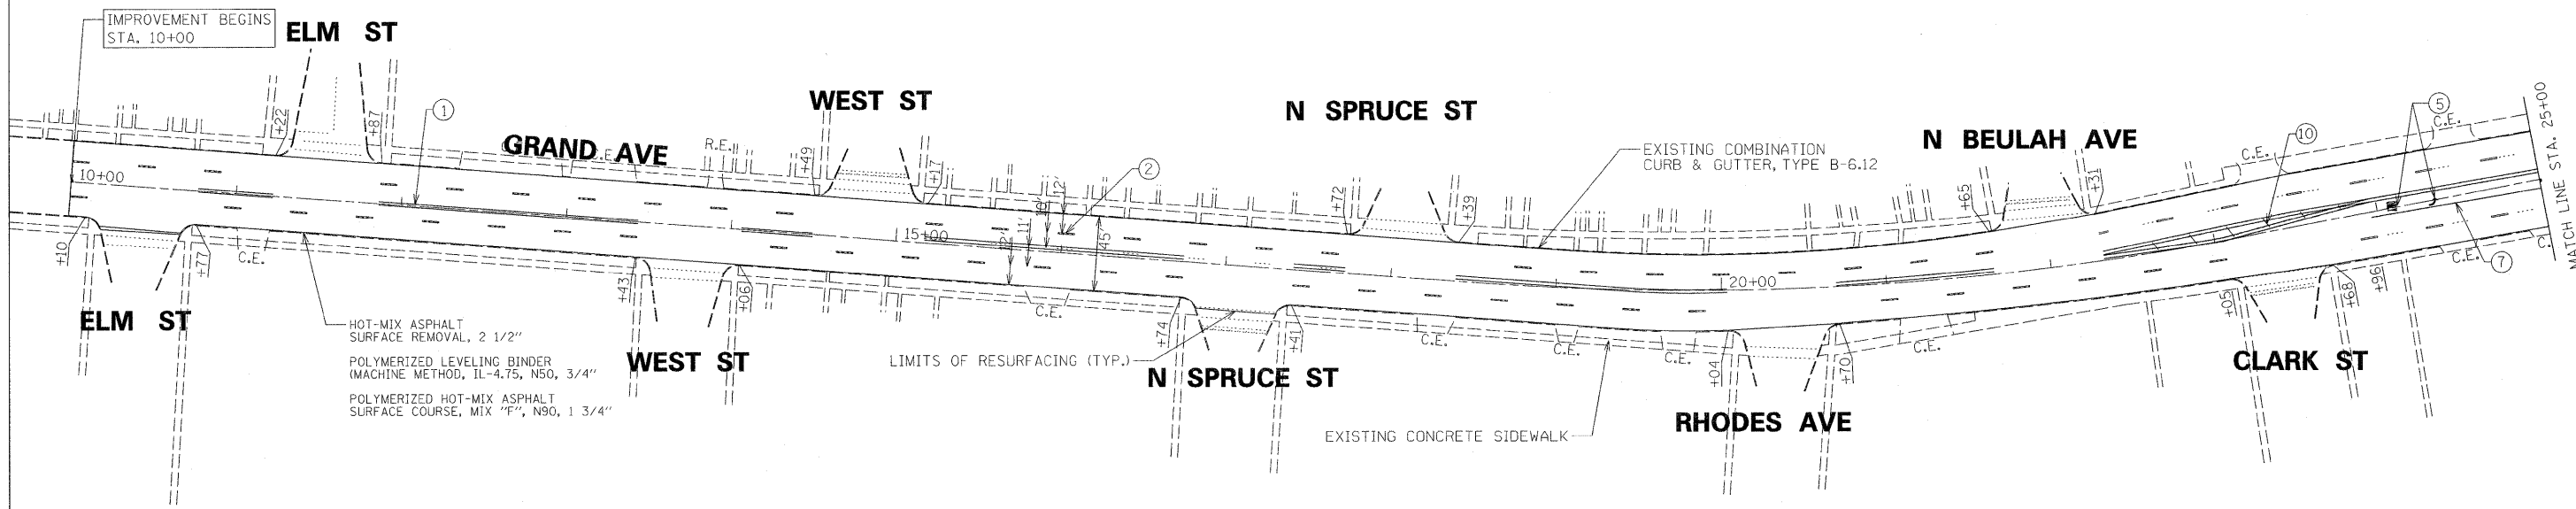 IMPROVEMENT BEGINS
STA. 10+00
ELM ST
+22
+87
1
GRAND AVE
C.E.
R.E.
WEST ST
+49
+17
2
N SPRUCE ST
+72
+39
EXISTING COMBINATION
CURB & GUTTER, TYPE B-6.12
N BEULAH AVE
+65
+31
C.E.
10
5
C.E.
MATCH LINE STA. 25+00
10+00
15+00
12'
10'
11'
12'
45'
20+00
7
C.E.
C.
+10
+77
C.E.
ELM ST
HOT-MIX ASPHALT
SURFACE REMOVAL, 2 1/2"
POLYMERIZED LEVELING BINDER
(MACHINE METHOD, IL-4.75, N50, 3/4"
POLYMERIZED HOT-MIX ASPHALT
SURFACE COURSE, MIX "F", N90, 1 3/4"
+43
+06
WEST ST
C.E.
+74
+41
LIMITS OF RESURFACING (TYP.)
N SPRUCE ST
C.E.
C.E.
C.E.
EXISTING CONCRETE SIDEWALK
+04
+70
RHODES AVE
C.E.
+05
+68
+96
CLARK ST